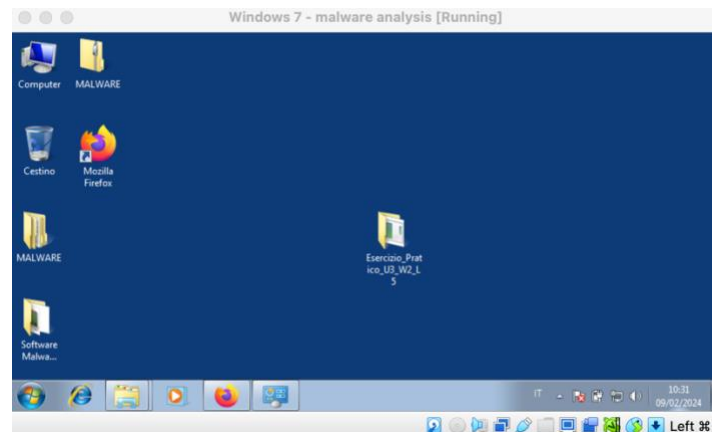 Windows 7 - malware analysis [Running]
Computer
MALWARE
Cestino
Mozilla
Firefox
MALWARE
Esercizio_Prat
ico_U3_W2_L
5
Software
Malwa...
IT
10:31
09/02/2024
Left ⌘